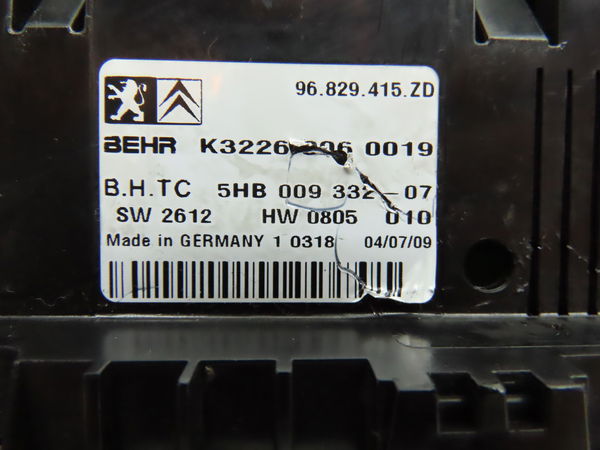 96.829.415.ZD
BEHR K3226 0019
B.H.TC 5HB 009 332-07
SW 2612 HW 0805 010
Made in GERMANY 1 0318 04/07/09